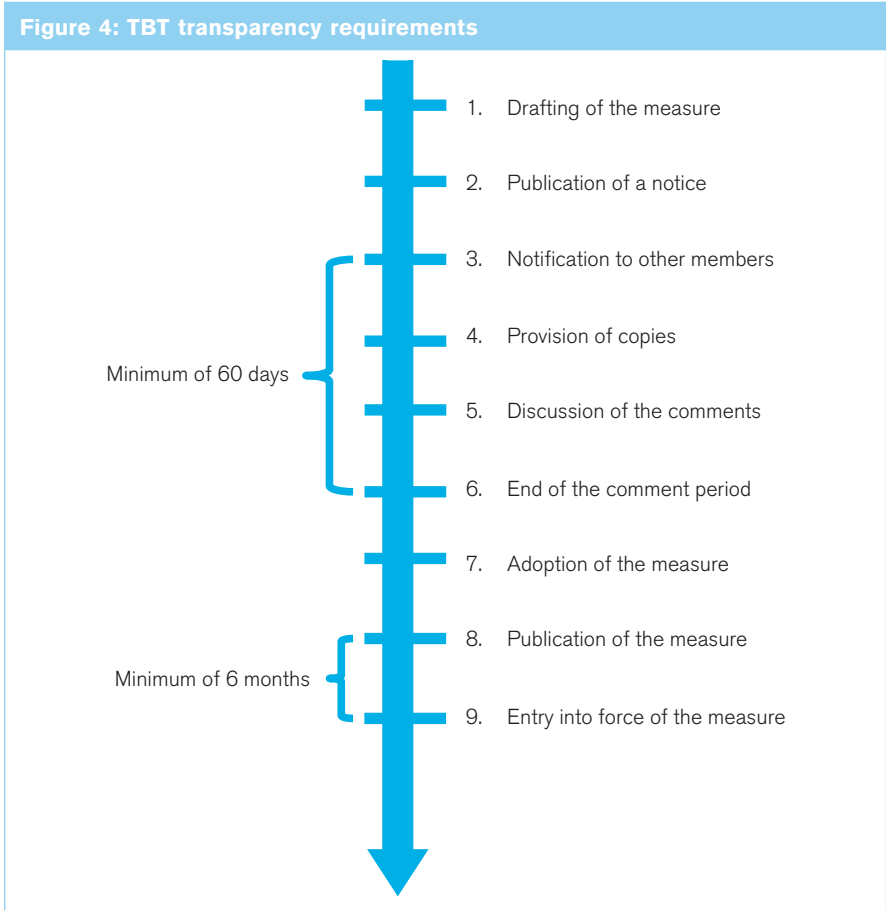 Figure 4: TBT transparency requirements
1. Drafting of the measure
2. Publication of a notice
3. Notification to other members
4. Provision of copies
Minimum of 60 days
5. Discussion of the comments
6. End of the comment period
7. Adoption of the measure
8. Publication of the measure
Minimum of 6 months
9. Entry into force of the measure